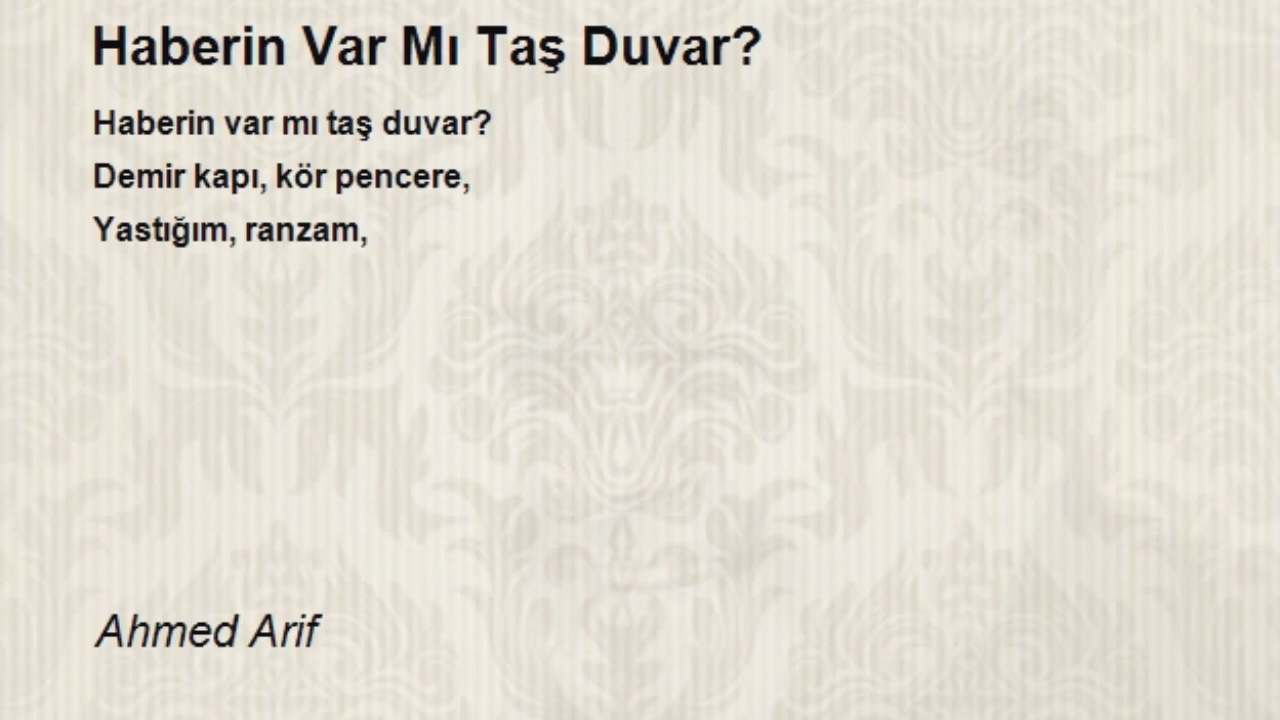 Haberin Var Mı Taş Duvar?
Haberin var mı taş duvar?
Demir kapı, kör pencere,
Yastığım, ranzam,
Ahmed Arif